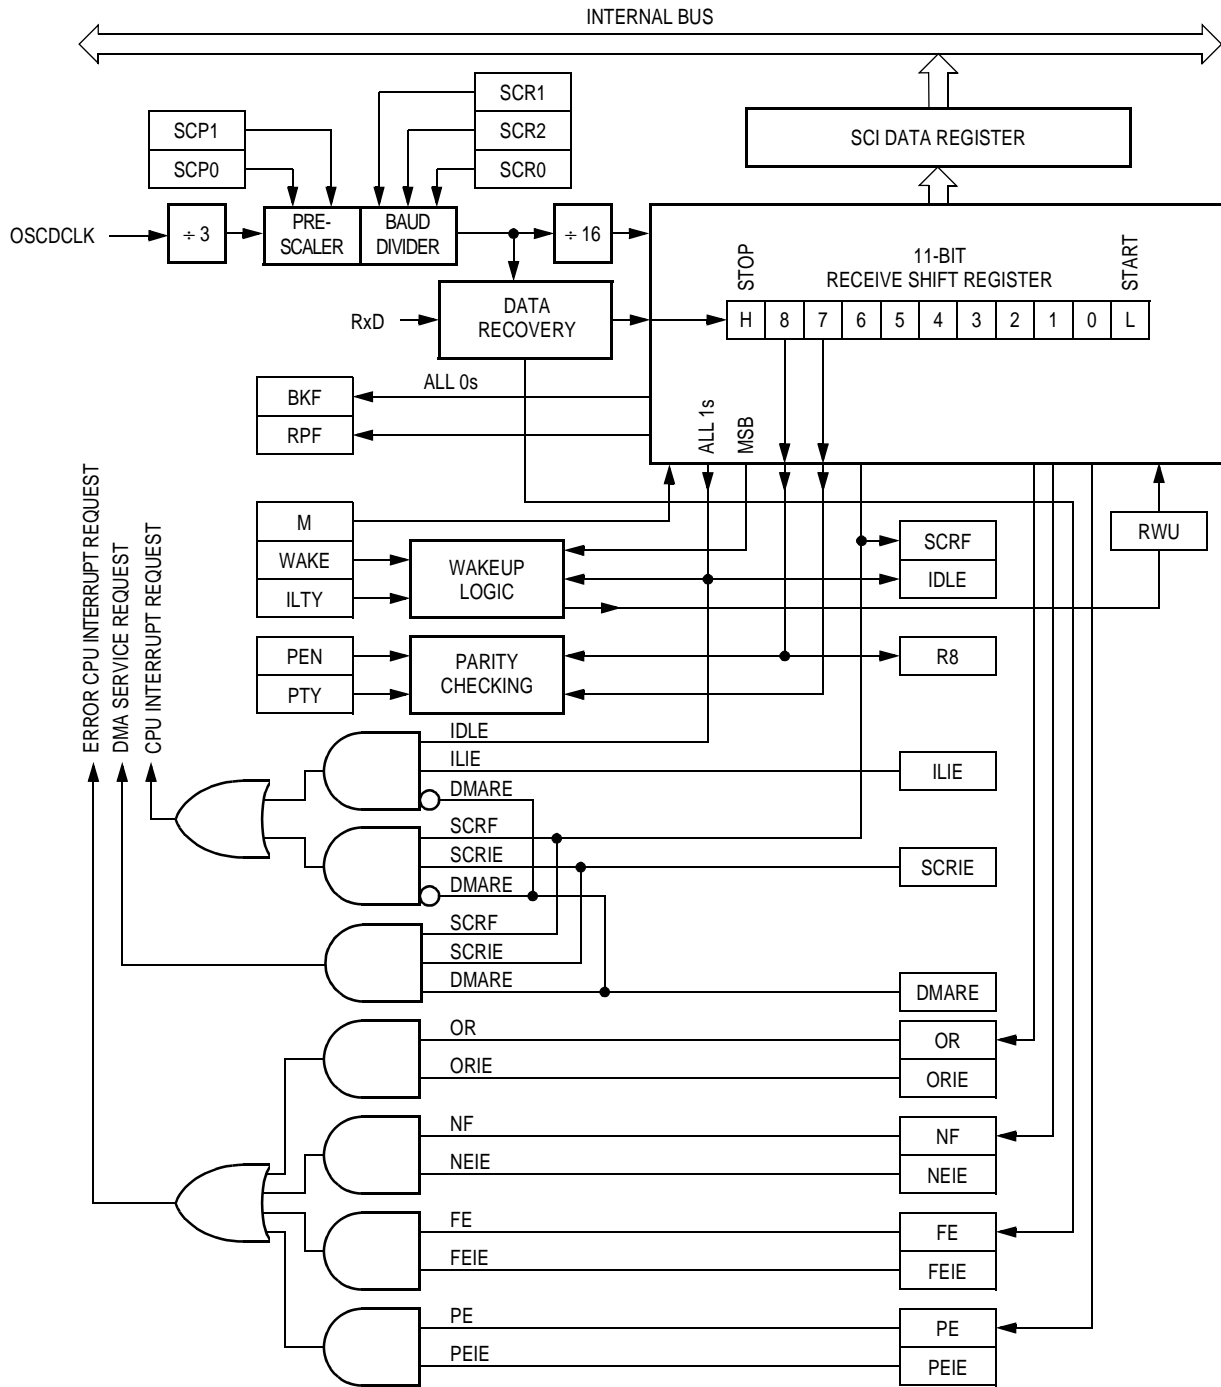 INTERNAL BUS
SCR1
SCR2
SCR0
SCP1
SCP0
SCI DATA REGISTER
OSCDCLK
÷ 3
PRE-
SCALER
BAUD
DIVIDER
÷ 16
RxD
DATA
RECOVERY
STOP
11-BIT
RECEIVE SHIFT REGISTER
START
H 8 7 6 5 4 3 2 1 0 L
ALL 0s
BKF
RPF
ALL 1s
MSB
M
WAKE
ILTY
WAKEUP
LOGIC
SCRF
IDLE
RWU
PEN
PTY
PARITY
CHECKING
R8
ERROR CPU INTERRUPT REQUEST
DMA SERVICE REQUEST
CPU INTERRUPT REQUEST
IDLE
ILIE
DMARE
ILIE
SCRF
SCRIE
DMARE
SCRIE
SCRF
SCRIE
DMARE
DMARE
OR
ORIE
OR
ORIE
NF
NEIE
NF
NEIE
FE
FEIE
FE
FEIE
PE
PEIE
PE
PEIE